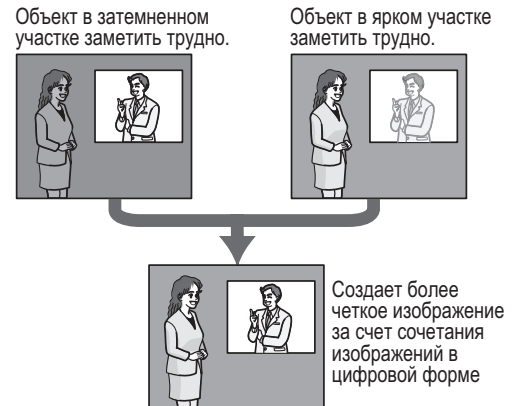 Объект в затемненном
участке заметить трудно.
Объект в ярком участке
заметить трудно.
Создает более
четкое изображение
за счет сочетания
изображений в
цифровой форме